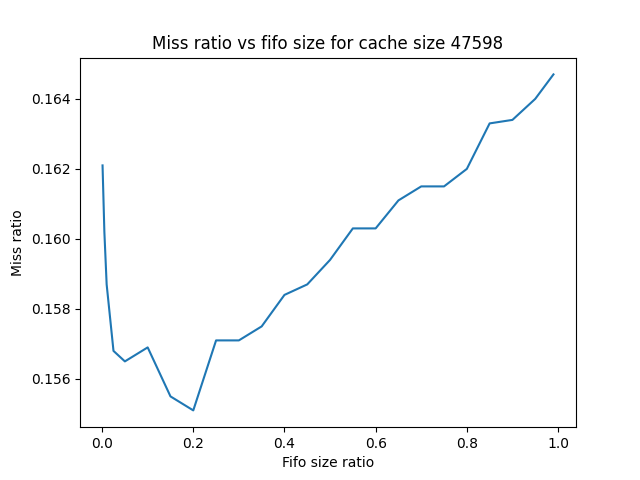 Miss ratio vs fifo size for cache size 47598
Miss ratio
0.164
0.162
0.160
0.158
0.156
0.0 0.2 0.4 0.6 0.8 1.0
Fifo size ratio